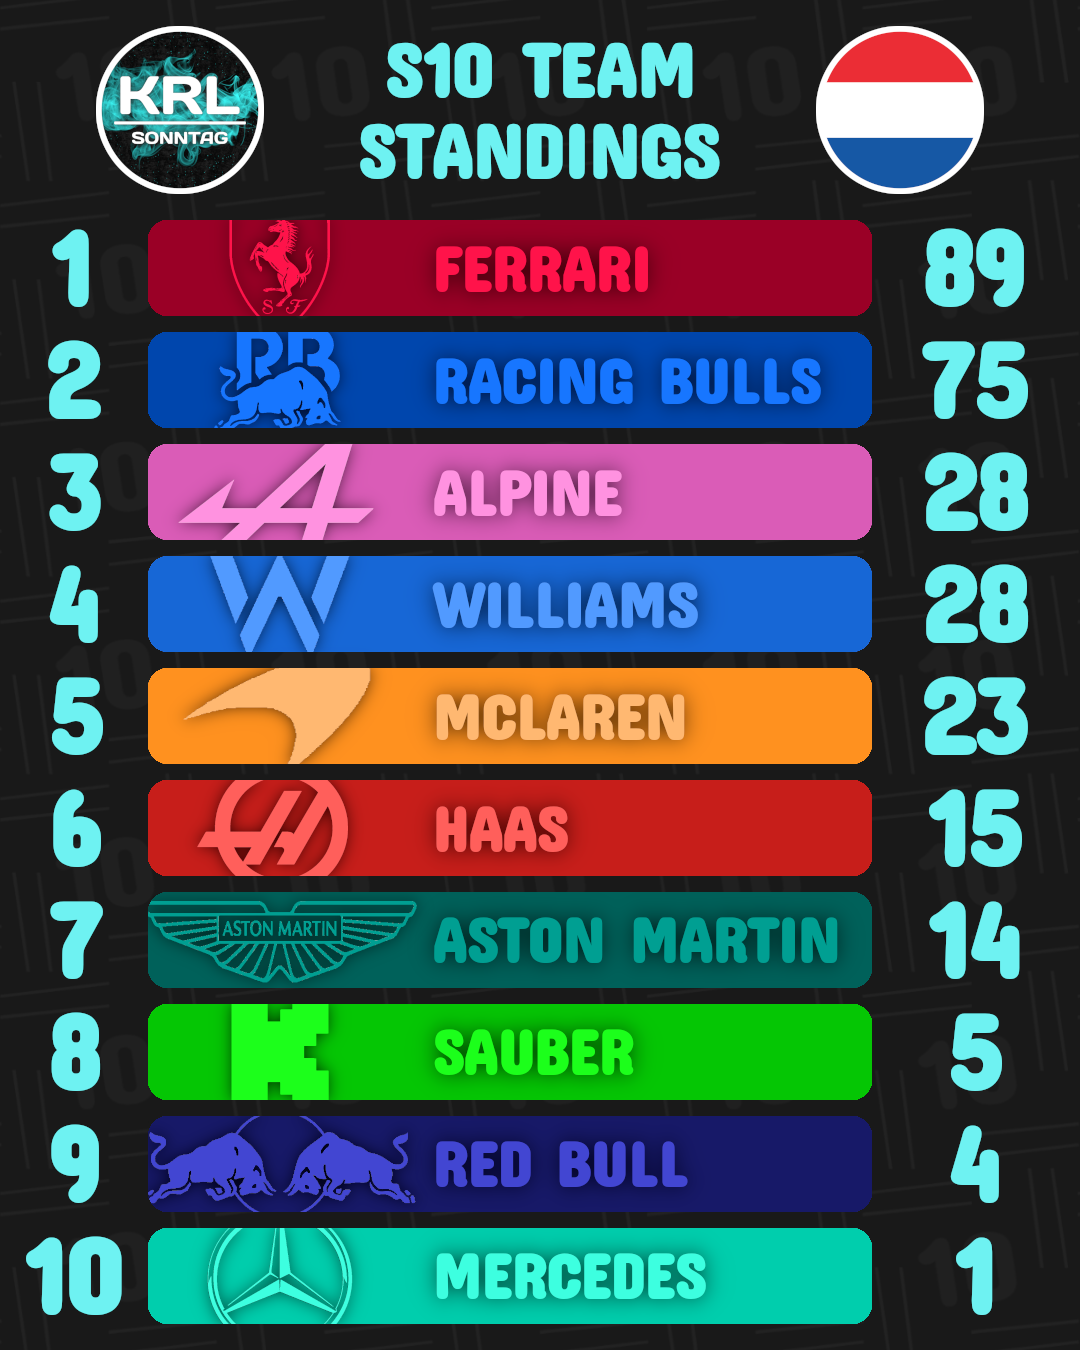 KRL
SONNTAG
S10 TEAM
STANDINGS
1 FERRARI 89
S F
2 RACING BULLS 75
RB
3 ALPINE 28
4 WILLIAMS 28
5 MCLAREN 23
6 HAAS 15
7 ASTON MARTIN ASTON MARTIN 14
8 SAUBER 5
9 RED BULL 4
10 MERCEDES 1